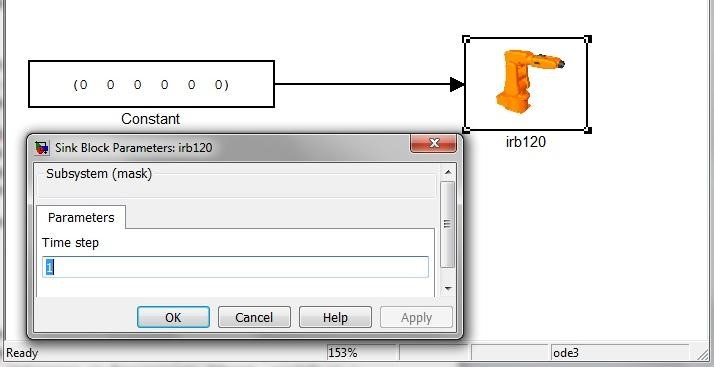 (0 0 0 0 0 0)
Constant
irb120
Sink Block Parameters: irb120
Subsystem (mask)
Parameters
Time step
1
OK Cancel Help Apply
Ready 153% ode3